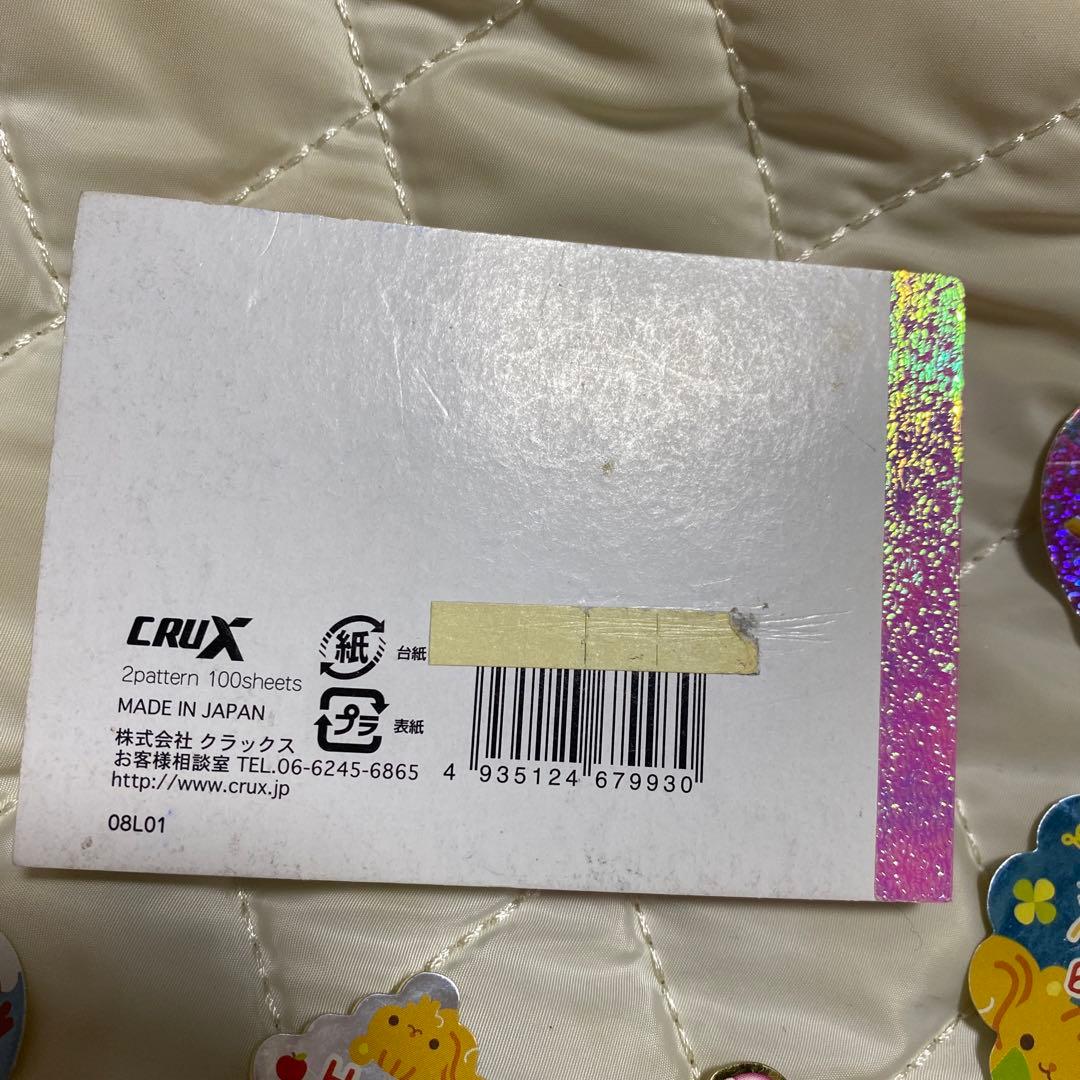 CRUX
2pattern 100sheets
MADE IN JAPAN
株式会社 クラックス
お客様相談室 TEL.06-6245-6865
http://www.crux.jp
08L01
紙 台紙
プラ 表紙
4 935124 679930